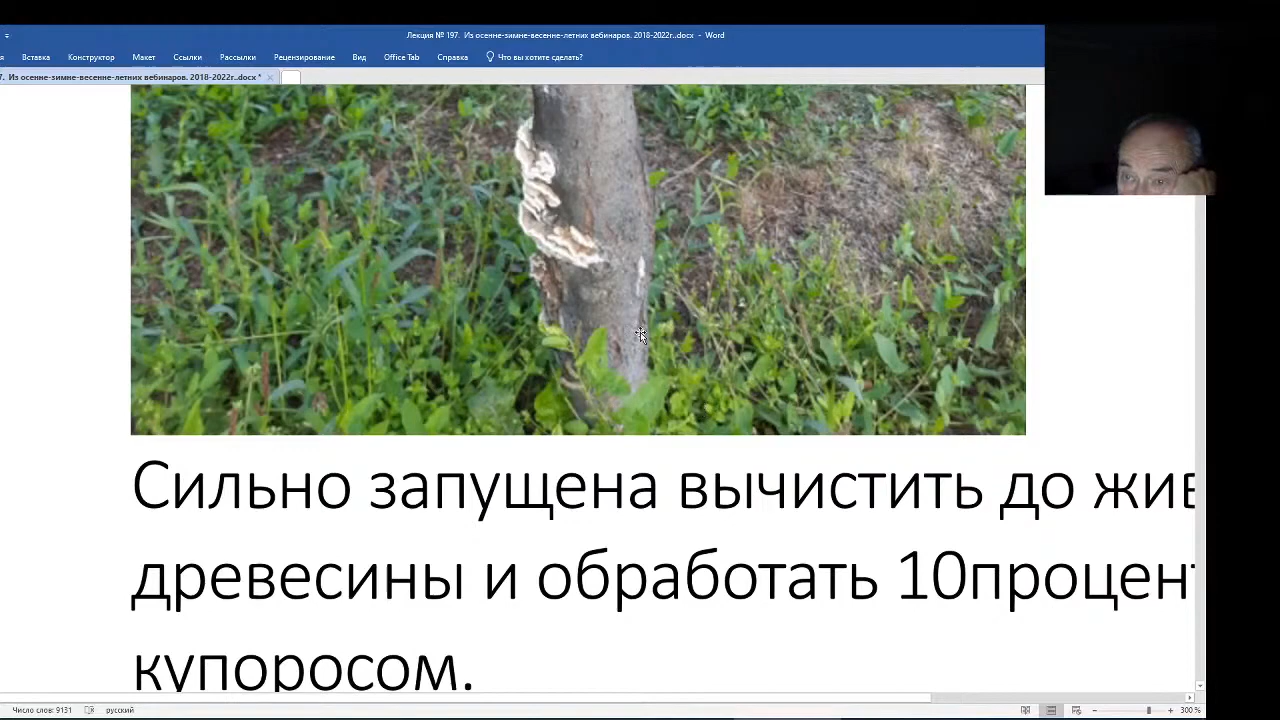 Лекция № 197. Из осенне-зимне-весенне-летних вебинаров. 2018-2022г..docx - Word
Вставка Конструктор Макет Ссылки Рассылки Рецензирование Вид Office Tab Справка Что вы хотите сделать?
7. Из осенне-зимне-весенне-летних вебинаров. 2018-2022г..docx *
Сильно запущена вычистить до жив
древесины и обработать 10процент
купоросом.
Число слов: 9131 русский 300 %